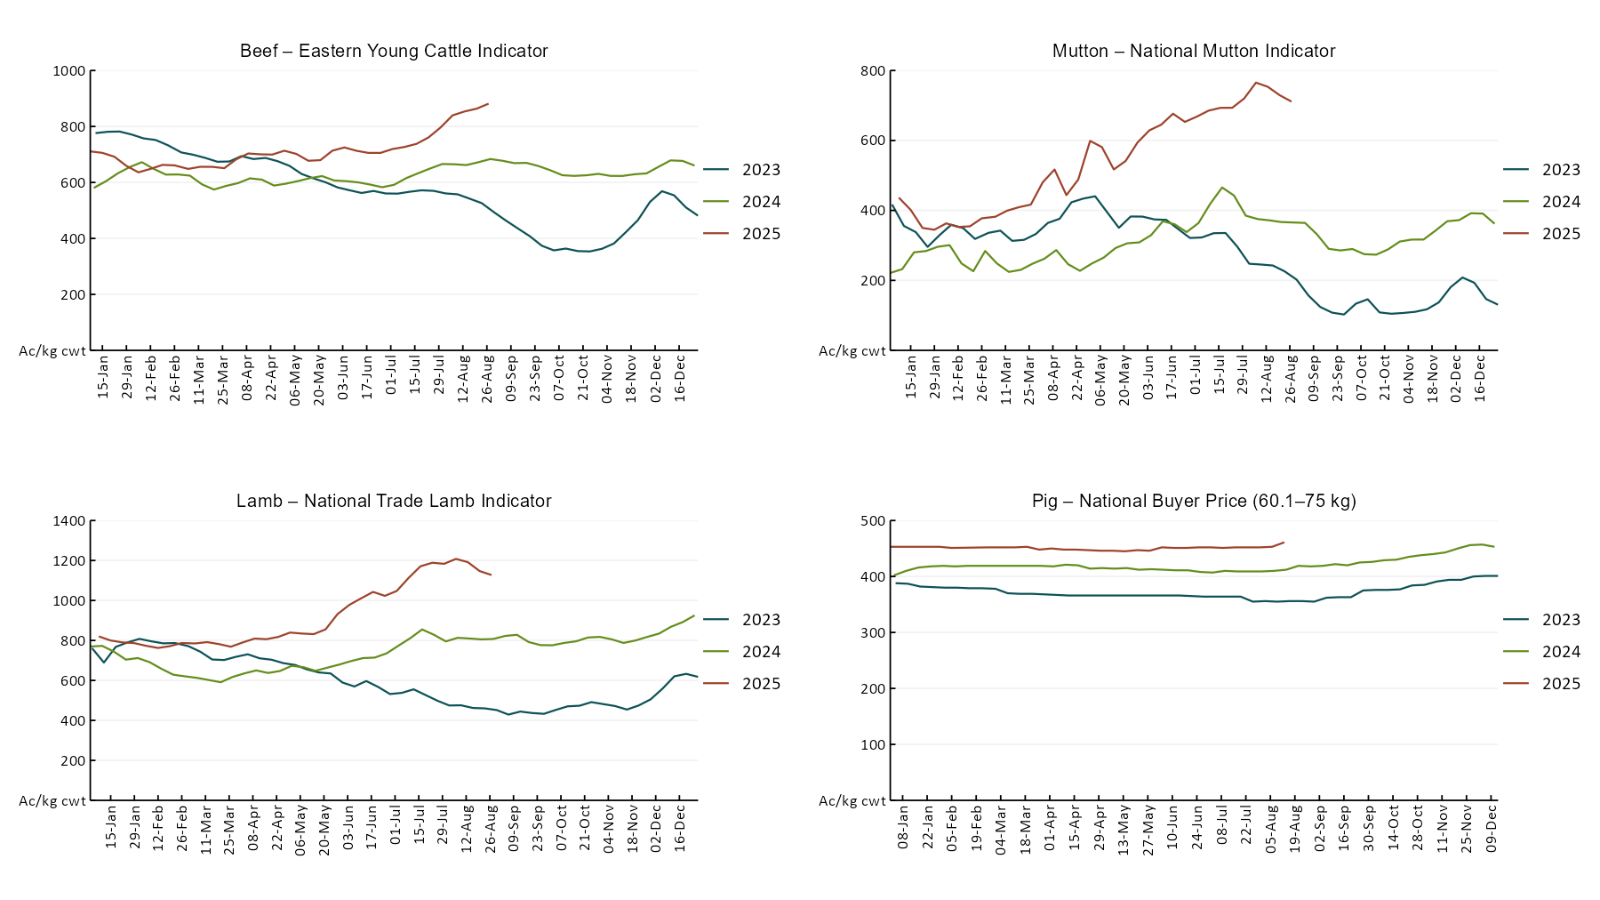 Beef – Eastern Young Cattle Indicator
1000
800
600
400
200
Ac/kg cwt
15-Jan
29-Jan
12-Feb
26-Feb
11-Mar
25-Mar
08-Apr
22-Apr
06-May
20-May
03-Jun
17-Jun
01-Jul
15-Jul
29-Jul
12-Aug
26-Aug
09-Sep
23-Sep
07-Oct
21-Oct
04-Nov
18-Nov
02-Dec
16-Dec
2023
2024
2025
Mutton – National Mutton Indicator
800
600
400
200
Ac/kg cwt
15-Jan
29-Jan
12-Feb
26-Feb
11-Mar
25-Mar
08-Apr
22-Apr
06-May
20-May
03-Jun
17-Jun
01-Jul
15-Jul
29-Jul
12-Aug
26-Aug
09-Sep
23-Sep
07-Oct
21-Oct
04-Nov
18-Nov
02-Dec
16-Dec
2023
2024
2025
Lamb – National Trade Lamb Indicator
1400
1200
1000
800
600
400
200
Ac/kg cwt
15-Jan
29-Jan
12-Feb
26-Feb
11-Mar
25-Mar
08-Apr
22-Apr
06-May
20-May
03-Jun
17-Jun
01-Jul
15-Jul
29-Jul
12-Aug
26-Aug
09-Sep
23-Sep
07-Oct
21-Oct
04-Nov
18-Nov
02-Dec
16-Dec
2023
2024
2025
Pig – National Buyer Price (60.1–75 kg)
500
400
300
200
100
Ac/kg cwt
08-Jan
22-Jan
05-Feb
19-Feb
04-Mar
18-Mar
01-Apr
15-Apr
29-Apr
13-May
27-May
10-Jun
24-Jun
08-Jul
22-Jul
05-Aug
19-Aug
02-Sep
16-Sep
30-Sep
14-Oct
28-Oct
11-Nov
25-Nov
09-Dec
2023
2024
2025